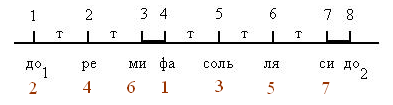 1 2 3 4 5 6 7 8
т т т т т
до1 ре ми фа соль ля си до2
2 4 6 1 3 5 7